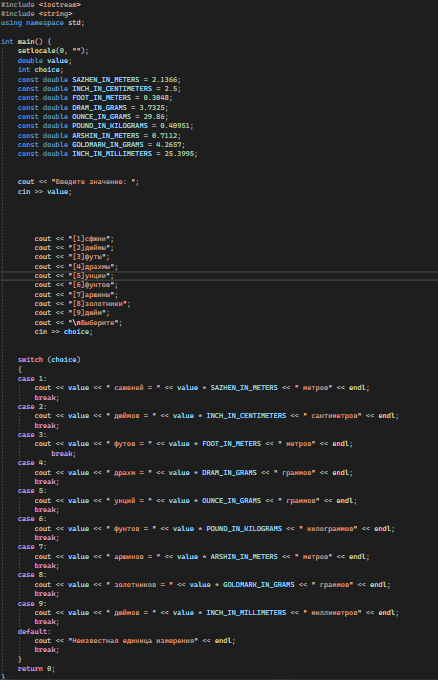 #include <iostream>
#include <string>
using namespace std;
int main() {
setlocale(0, "");
double value;
int choice;
const double SAZHEN_IN_METERS = 2.1366;
const double INCH_IN_CENTIMETERS = 2.5;
const double FOOT_IN_METERS = 0.3048;
const double DRAM_IN_GRAMS = 3.7325;
const double OUNCE_IN_GRAMS = 29.86;
const double POUND_IN_KILOGRAMS = 0.40951;
const double ARSHIN_IN_METERS = 0.7112;
const double GOLDMARK_IN_GRAMS = 4.2657;
const double INCH_IN_MILLIMETERS = 25.3995;
cout << "Введите значение: ";
cin >> value;
cout << "[1]сфжни";
cout << "[2]дюймы";
cout << "[3]футы";
cout << "[4]драхмы";
cout << "[5]унции";
cout << "[6]фунтов";
cout << "[7]аршины";
cout << "[8]золотники";
cout << "[9]дюйм";
cout << "\nВыберите";
cin >> choice;
switch (choice)
{
case 1:
cout << value << " саженей = " << value * SAZHEN_IN_METERS << " метров" << endl;
break;
case 2:
cout << value << " дюймов = " << value * INCH_IN_CENTIMETERS << " сантиметров" << endl;
break;
case 3:
cout << value << " футов = " << value * FOOT_IN_METERS << " метров" << endl;
break;
case 4:
cout << value << " драхм = " << value * DRAM_IN_GRAMS << " граммов" << endl;
break;
case 5:
cout << value << " унций = " << value * OUNCE_IN_GRAMS << " граммов" << endl;
break;
case 6:
cout << value << " фунтов = " << value * POUND_IN_KILOGRAMS << " килограммов" << endl;
break;
case 7:
cout << value << " аршинов = " << value * ARSHIN_IN_METERS << " метров" << endl;
break;
case 8:
cout << value << " золотников = " << value * GOLDMARK_IN_GRAMS << " граммов" << endl;
break;
case 9:
cout << value << " дюймов = " << value * INCH_IN_MILLIMETERS << " миллиметров" << endl;
break;
default:
cout << "Неизвестная единица измерения" << endl;
break;
}
return 0;
}